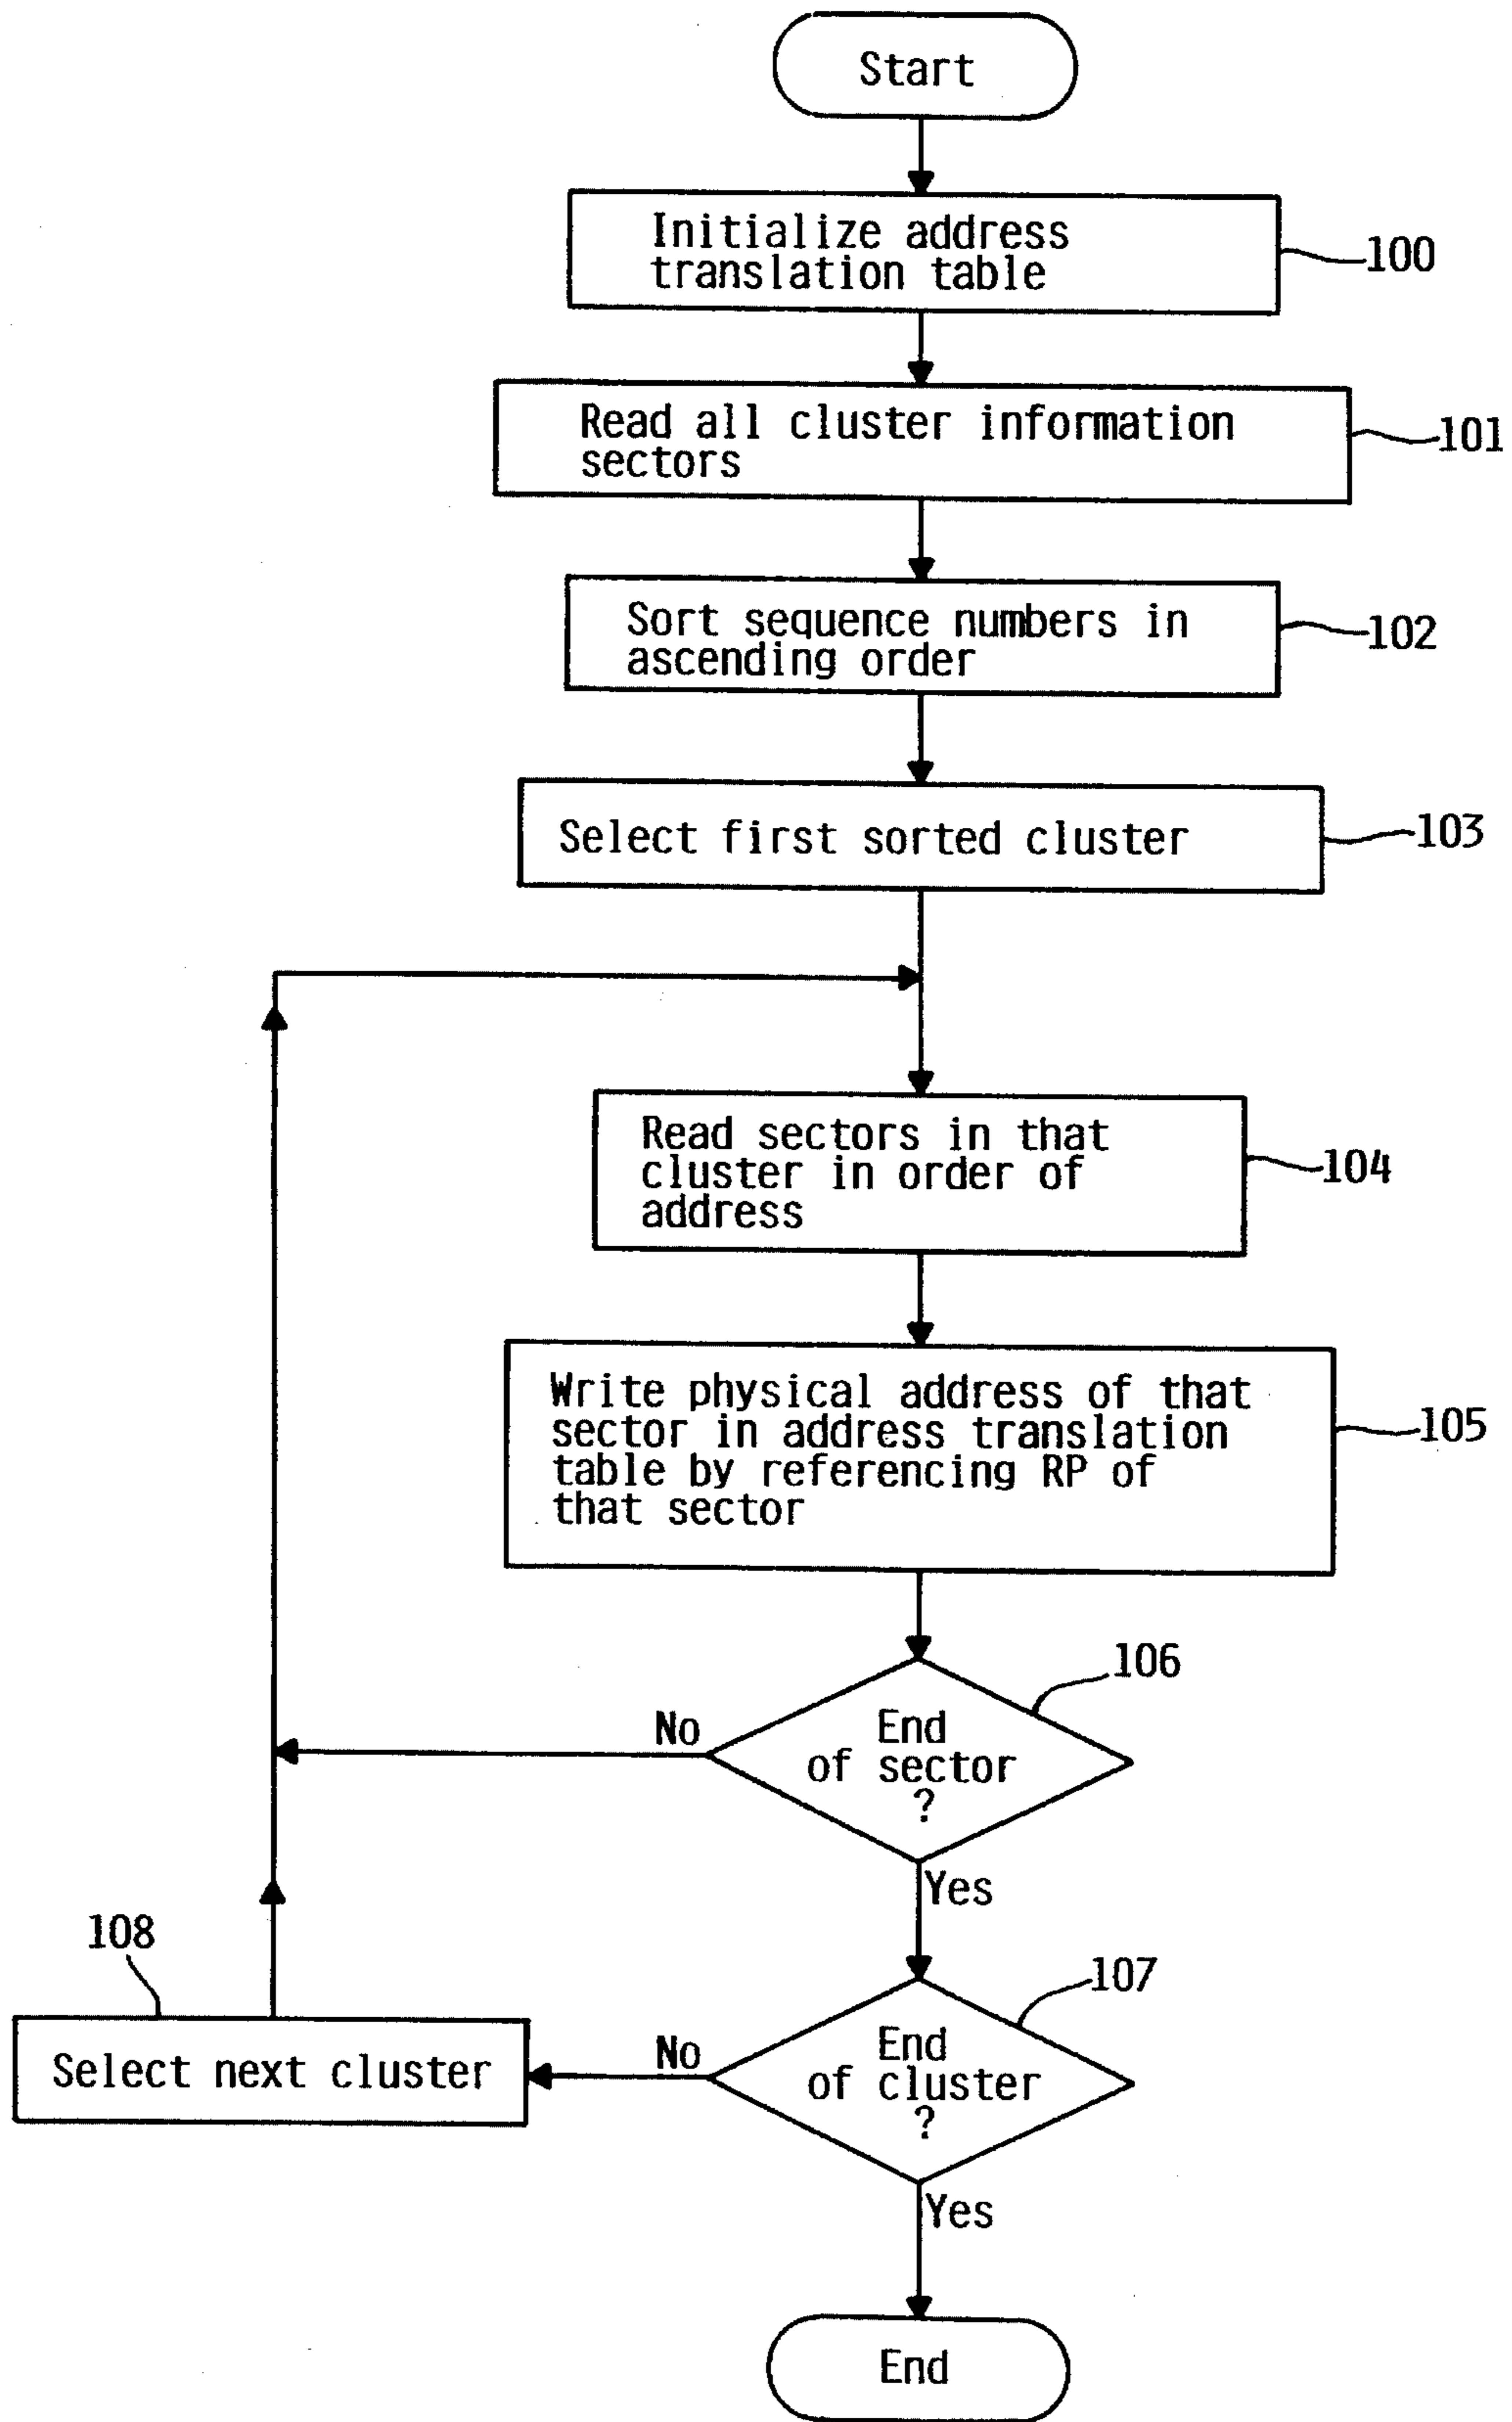 Start
Initialize address
translation table
100
Read all cluster information
sectors
101
Sort sequence numbers in
ascending order
102
Select first sorted cluster
103
Read sectors in that
cluster in order of
address
104
Write physical address of that
sector in address translation
table by referencing RP of
that sector
105
106
End
of sector
?
No
Yes
107
End
of cluster
?
No
108
Select next cluster
Yes
End